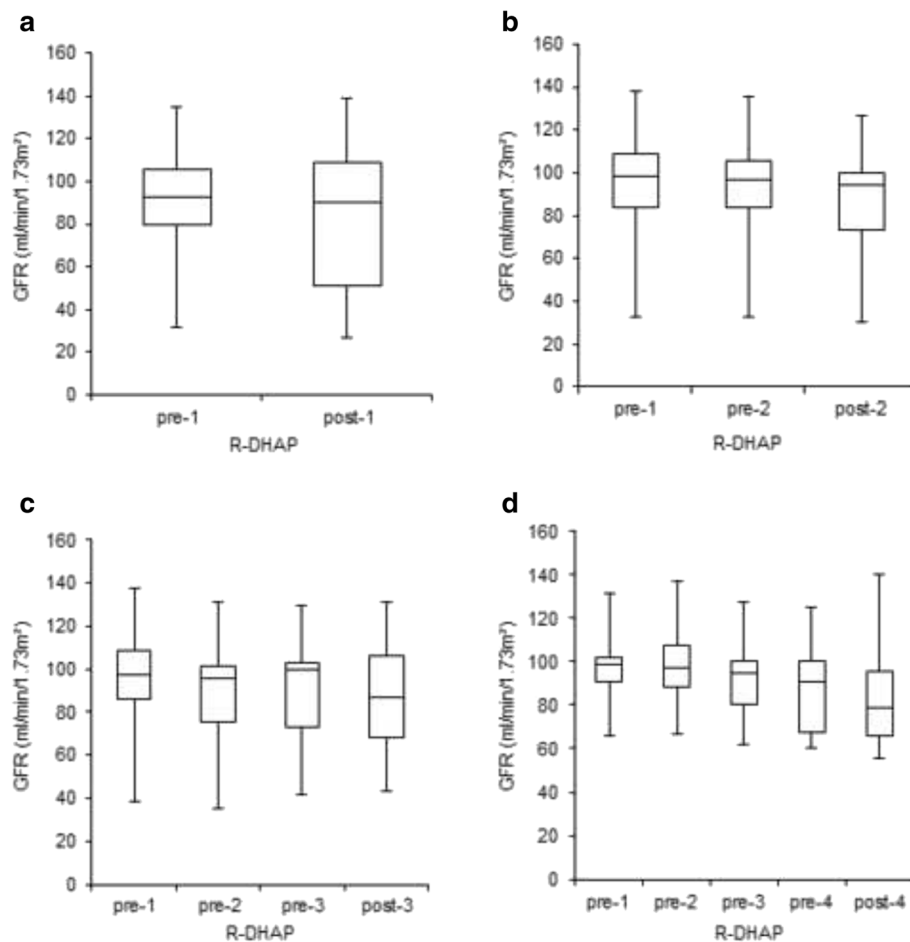 a
160
140
120
100
80
60
40
20
0
GFR (ml/min/1.73m²)
pre-1 post-1
R-DHAP
b
160
140
120
100
80
60
40
20
0
GFR (ml/min/1.73m²)
pre-1 pre-2 post-2
R-DHAP
c
160
140
120
100
80
60
40
20
0
GFR (ml/min/1.73m²)
pre-1 pre-2 pre-3 post-3
R-DHAP
d
160
140
120
100
80
60
40
20
0
GFR (ml/min/1.73m²)
pre-1 pre-2 pre-3 pre-4 post-4
R-DHAP